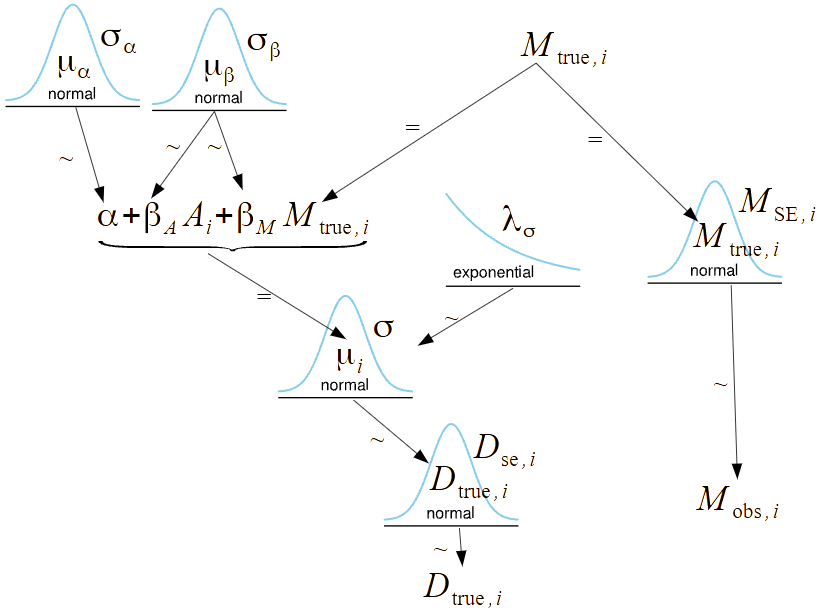 σα
μα
normal
σβ
μβ
normal
M true,i
~
~
~
=
=
α+βA Ai+βM M true,i
λσ
exponential
M SE,i
M true,i
normal
=
~
σ
μi
normal
~
~
D se,i
D true,i
normal
M obs,i
~
D true,i